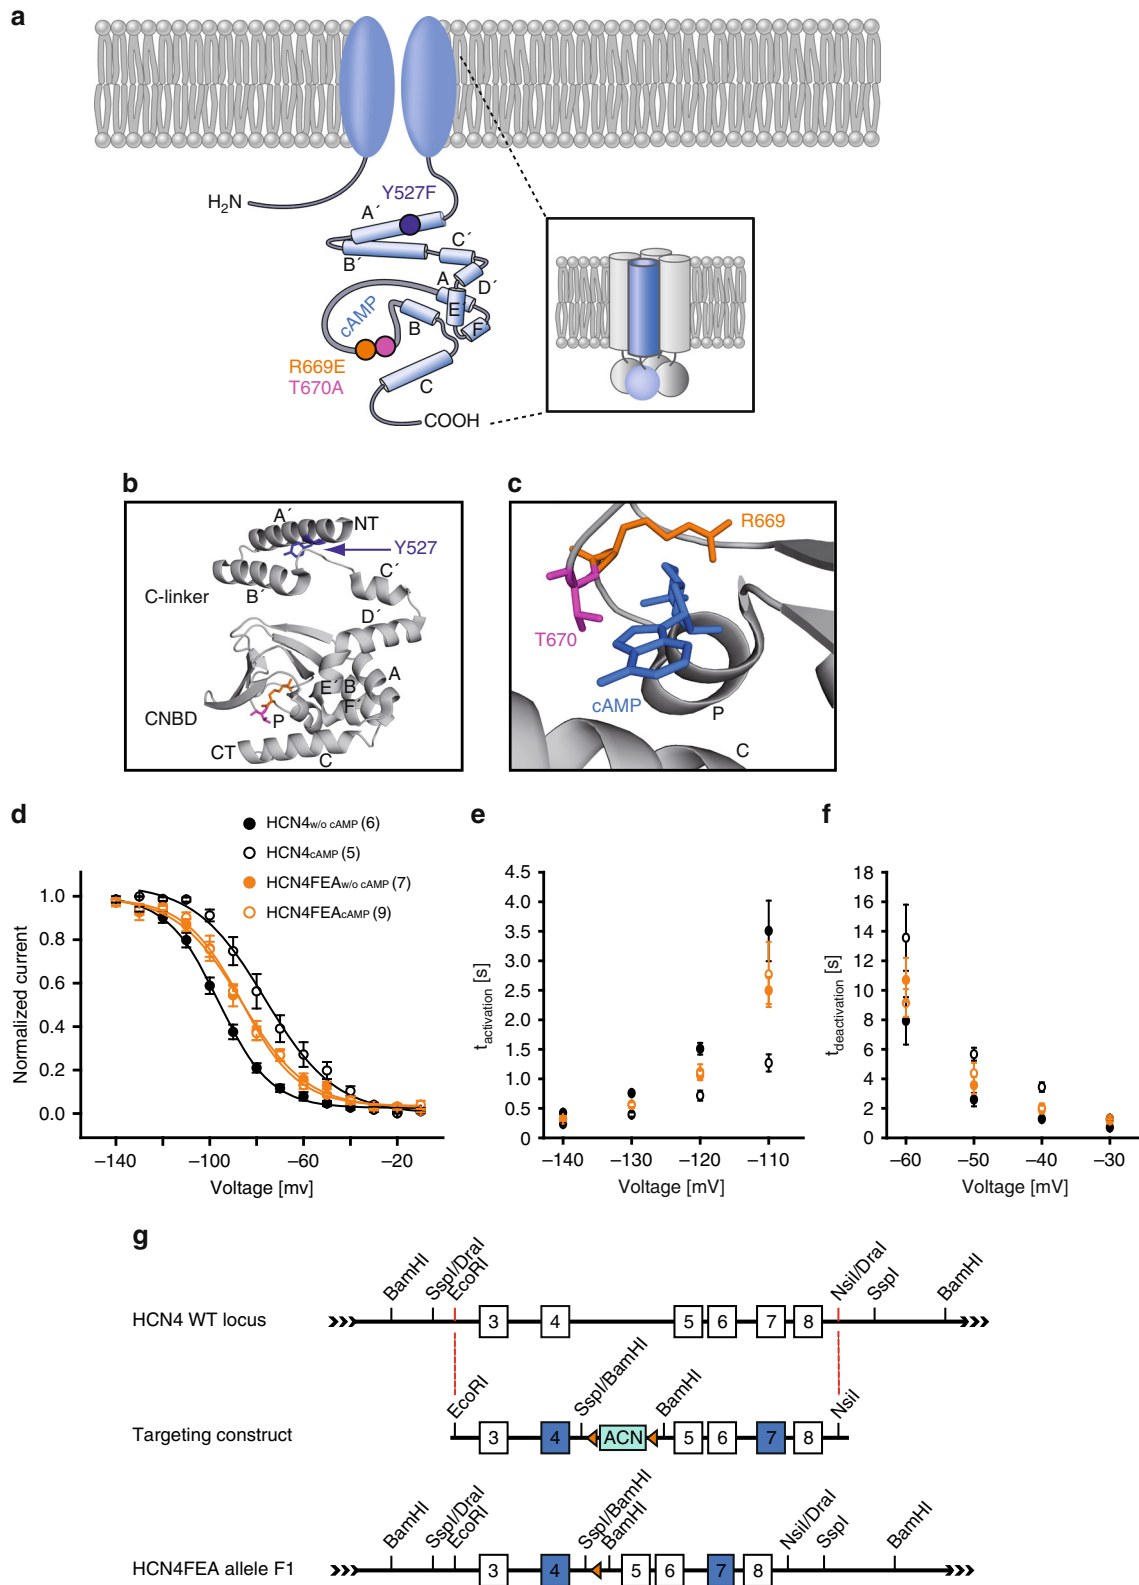 a
H₂N
Y527F
A´
B´
C´
A
D´
E´
F´
B
cAMP
R669E
T670A
C
COOH
b
A´
NT
Y527
C-linker
B´
C´
D´
A
E´
B
F´
CNBD
P
CT
C
c
R669
T670
cAMP
P
C
d
HCN4w/o cAMP (6)
HCN4cAMP (5)
HCN4FEAw/o cAMP (7)
HCN4FEAcAMP (9)
Normalized current
1.0
0.8
0.6
0.4
0.2
0.0
–140
–100
–60
–20
Voltage [mv]
e
tactivation [s]
4.5
4.0
3.5
3.0
2.5
2.0
1.5
1.0
0.5
0
–140
–130
–120
–110
Voltage [mV]
f
tdeactivation [s]
18
16
14
12
10
8
6
4
2
0
–60
–50
–40
–30
Voltage [mV]
g
HCN4 WT locus
BamHI
SspI/DraI
EcoRI
3
4
5
6
7
8
NsiI/DraI
SspI
BamHI
Targeting construct
EcoRI
3
4
SspI/BamHI
ACN
BamHI
5
6
7
8
NsiI
HCN4FEA allele F1
BamHI
SspI/DraI
EcoRI
3
4
SspI/BamHI
BamHI
5
6
7
8
NsiI/DraI
SspI
BamHI